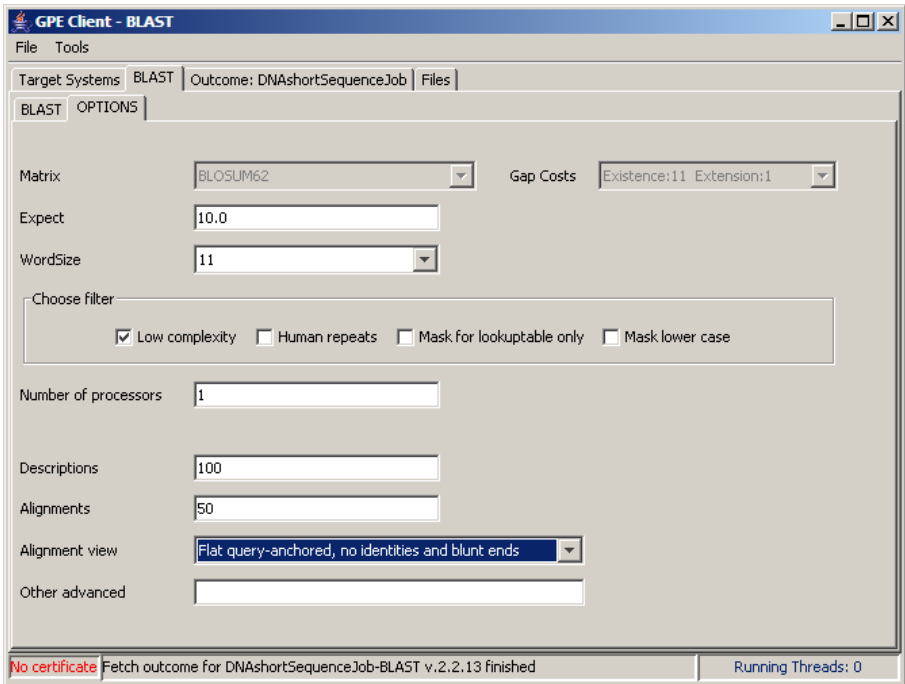 GPE Client - BLAST
File Tools
Target Systems BLAST Outcome: DNAshortSequenceJob Files
BLAST OPTIONS
Matrix BLOSUM62 Gap Costs Existence:11 Extension:1
Expect 10.0
WordSize 11
Choose filter
Low complexity Human repeats Mask for lookuptable only Mask lower case
Number of processors 1
Descriptions 100
Alignments 50
Alignment view Flat query-anchored, no identities and blunt ends
Other advanced
No certificate Fetch outcome for DNAshortSequenceJob-BLAST v.2.2.13 finished Running Threads: 0